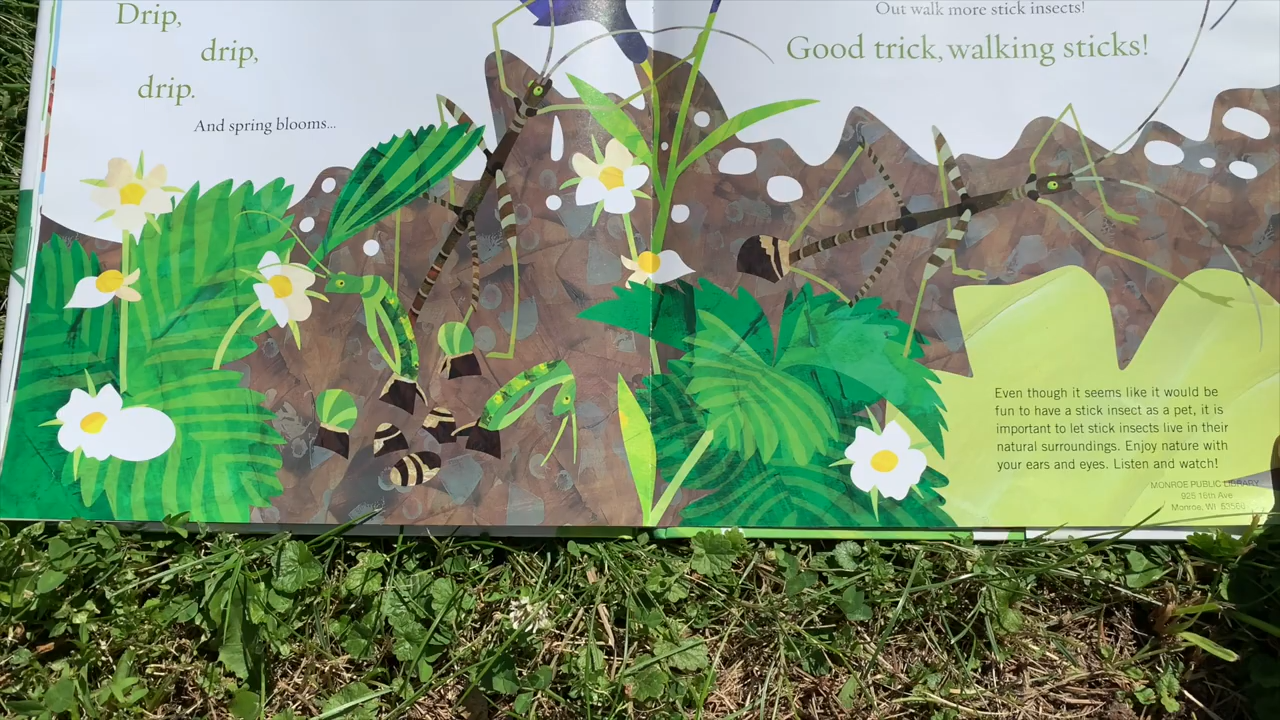 Drip,
drip,
drip.
And spring blooms...
Out walk more stick insects!
Good trick, walking sticks!
Even though it seems like it would be
fun to have a stick insect as a pet, it is
important to let stick insects live in their
natural surroundings. Enjoy nature with
your ears and eyes. Listen and watch!
MONROE PUBLIC LIBRARY
925 16th Ave
Monroe, WI 53566